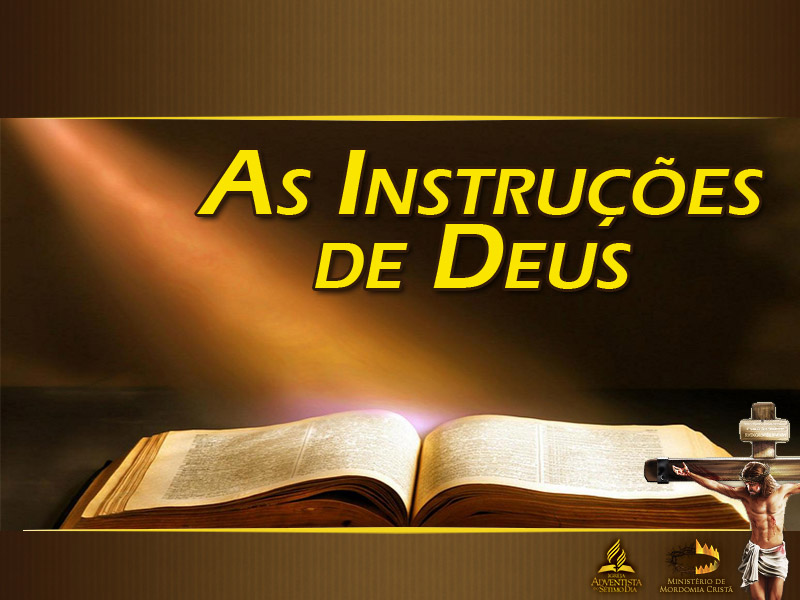 As Instruções
de Deus
Igreja
Adventista
do Sétimo Dia
Ministério de
Mordomia Cristã